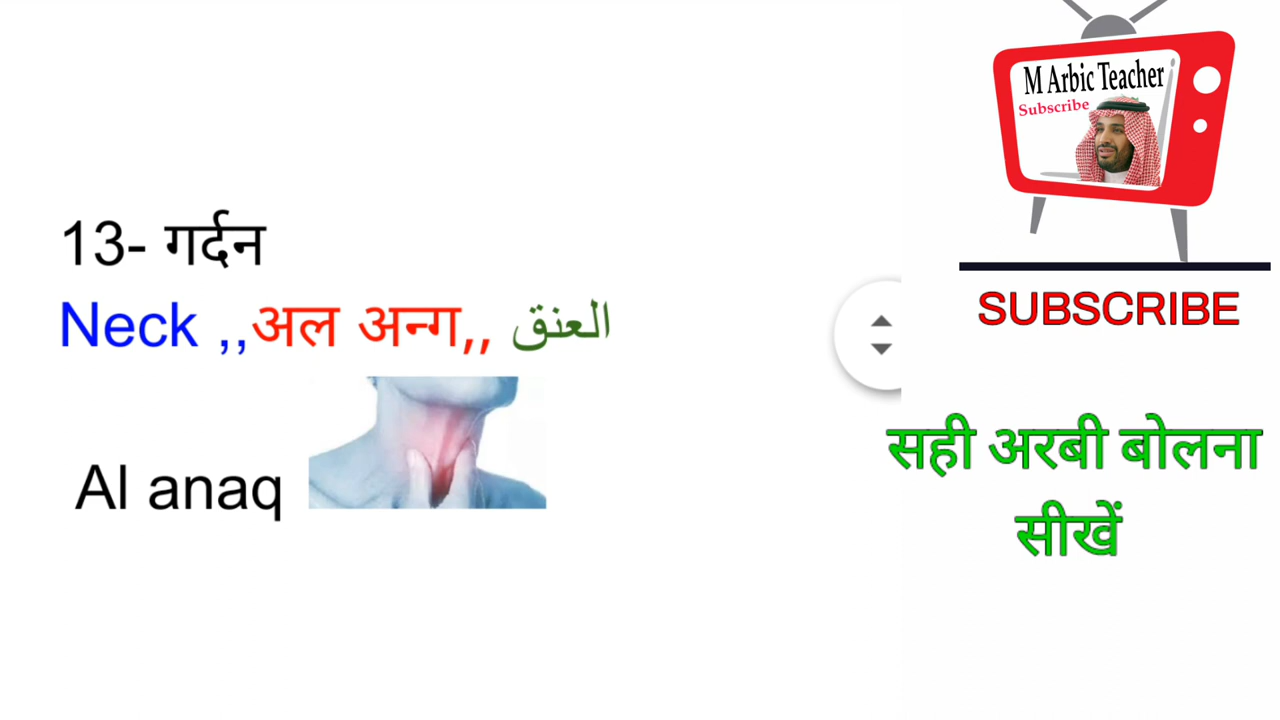 13- गर्दन
Neck ,,अल अन्ग,, العنق
Al anaq
M Arbic Teacher
Subscribe
SUBSCRIBE
सही अरबी बोलना
सीखें